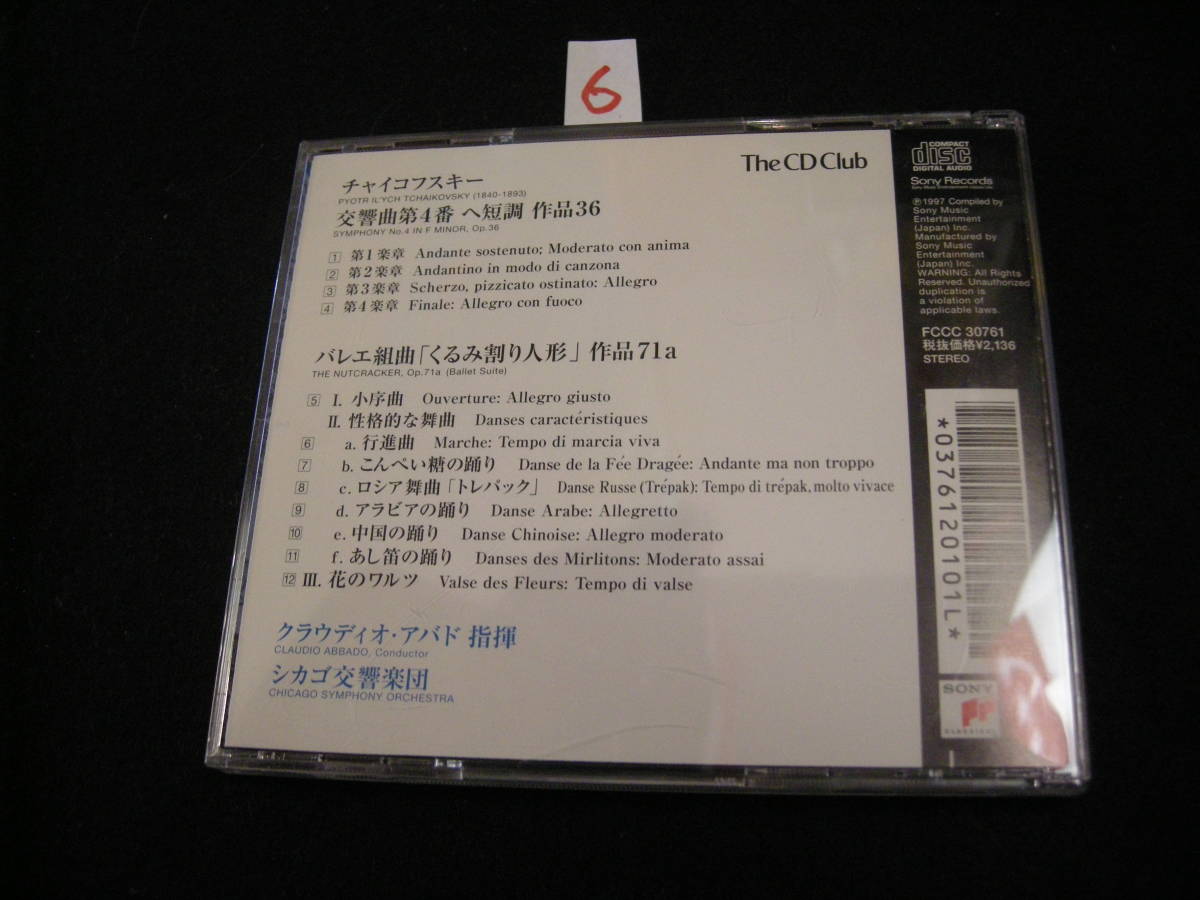 6
The CD Club
チャイコフスキー
PYOTR IL'YCH TCHAIKOVSKY (1840-1893)
交響曲第4番 ヘ短調 作品36
SYMPHONY No.4 IN F MINOR, Op.36
1 第1楽章 Andante sostenuto; Moderato con anima
2 第2楽章 Andantino in modo di canzona
3 第3楽章 Scherzo, pizzicato ostinato: Allegro
4 第4楽章 Finale: Allegro con fuoco
バレエ組曲「くるみ割り人形」作品71a
THE NUTCRACKER, Op.71a (Ballet Suite)
5 I. 小序曲 Ouverture: Allegro giusto
II. 性格的な舞曲 Danses caractéristiques
6 a. 行進曲 Marche: Tempo di marcia viva
7 b. こんぺい糖の踊り Danse de la Fée Dragée: Andante ma non troppo
8 c. ロシア舞曲「トレパック」 Danse Russe (Trépak): Tempo di trépak, molto vivace
9 d. アラビアの踊り Danse Arabe: Allegretto
10 e. 中国の踊り Danse Chinoise: Allegro moderato
11 f. あし笛の踊り Danses des Mirlitons: Moderato assai
12 III. 花のワルツ Valse des Fleurs: Tempo di valse
クラウディオ・アバド 指揮
CLAUDIO ABBADO, Conductor
シカゴ交響楽団
CHICAGO SYMPHONY ORCHESTRA
COMPACT
disc
DIGITAL AUDIO
Sony Records
℗1997 Compiled by
Sony Music
Entertainment
(Japan) Inc.
Manufactured by
Sony Music
Entertainment
(Japan) Inc.
WARNING: All Rights
Reserved. Unauthorized
duplication is
a violation of
applicable laws.
FCCC 30761
税抜価格¥2,136
STEREO
*0376120101L*
SONY
CLASSICAL